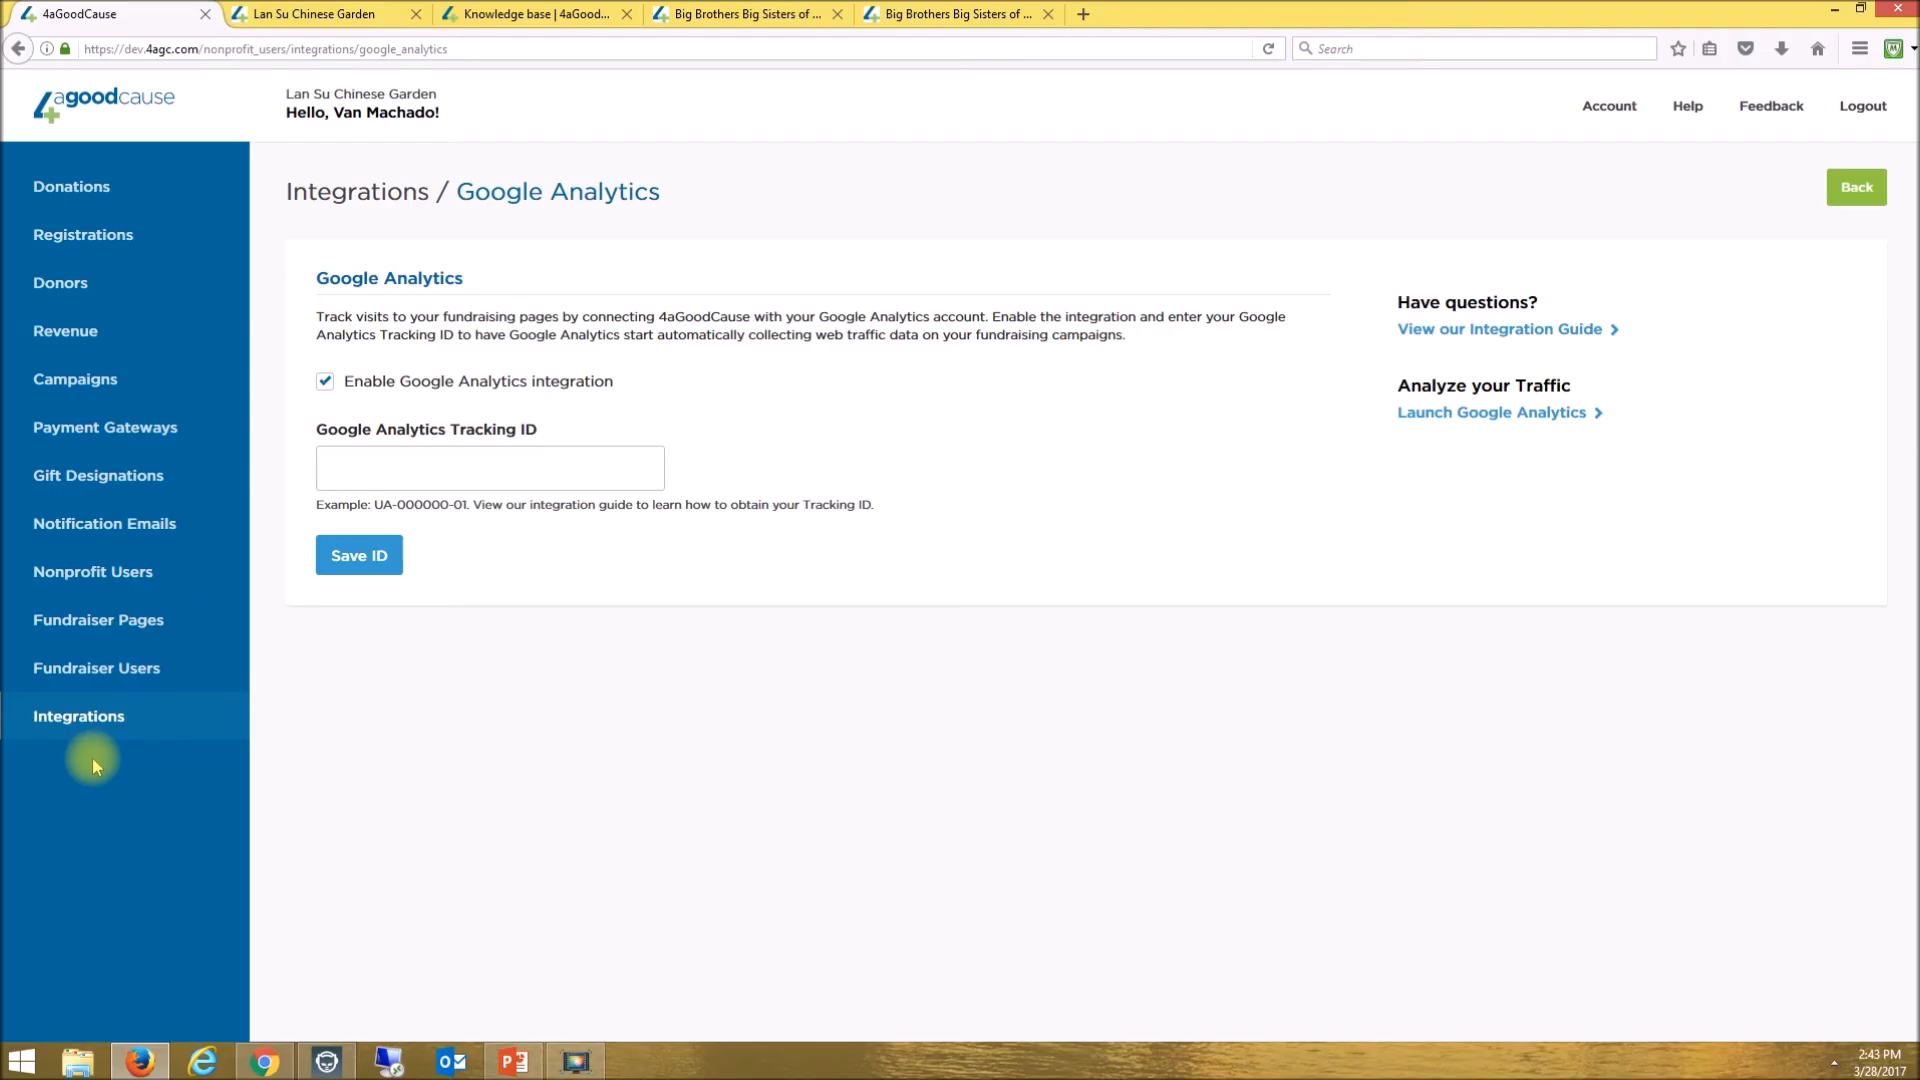 4aGoodCause
Lan Su Chinese Garden
Knowledge base | 4aGood...
Big Brothers Big Sisters of ...
Big Brothers Big Sisters of ...
https://dev.4agc.com/nonprofit_users/integrations/google_analytics
Search
4agoodcause
Lan Su Chinese Garden
Hello, Van Machado!
Account
Help
Feedback
Logout
Donations
Registrations
Donors
Revenue
Campaigns
Payment Gateways
Gift Designations
Notification Emails
Nonprofit Users
Fundraiser Pages
Fundraiser Users
Integrations
Integrations / Google Analytics
Back
Google Analytics
Track visits to your fundraising pages by connecting 4aGoodCause with your Google Analytics account. Enable the integration and enter your Google
Analytics Tracking ID to have Google Analytics start automatically collecting web traffic data on your fundraising campaigns.
Enable Google Analytics integration
Google Analytics Tracking ID
Example: UA-000000-01. View our integration guide to learn how to obtain your Tracking ID.
Save ID
Have questions?
View our Integration Guide
Analyze your Traffic
Launch Google Analytics
2:43 PM
3/28/2017